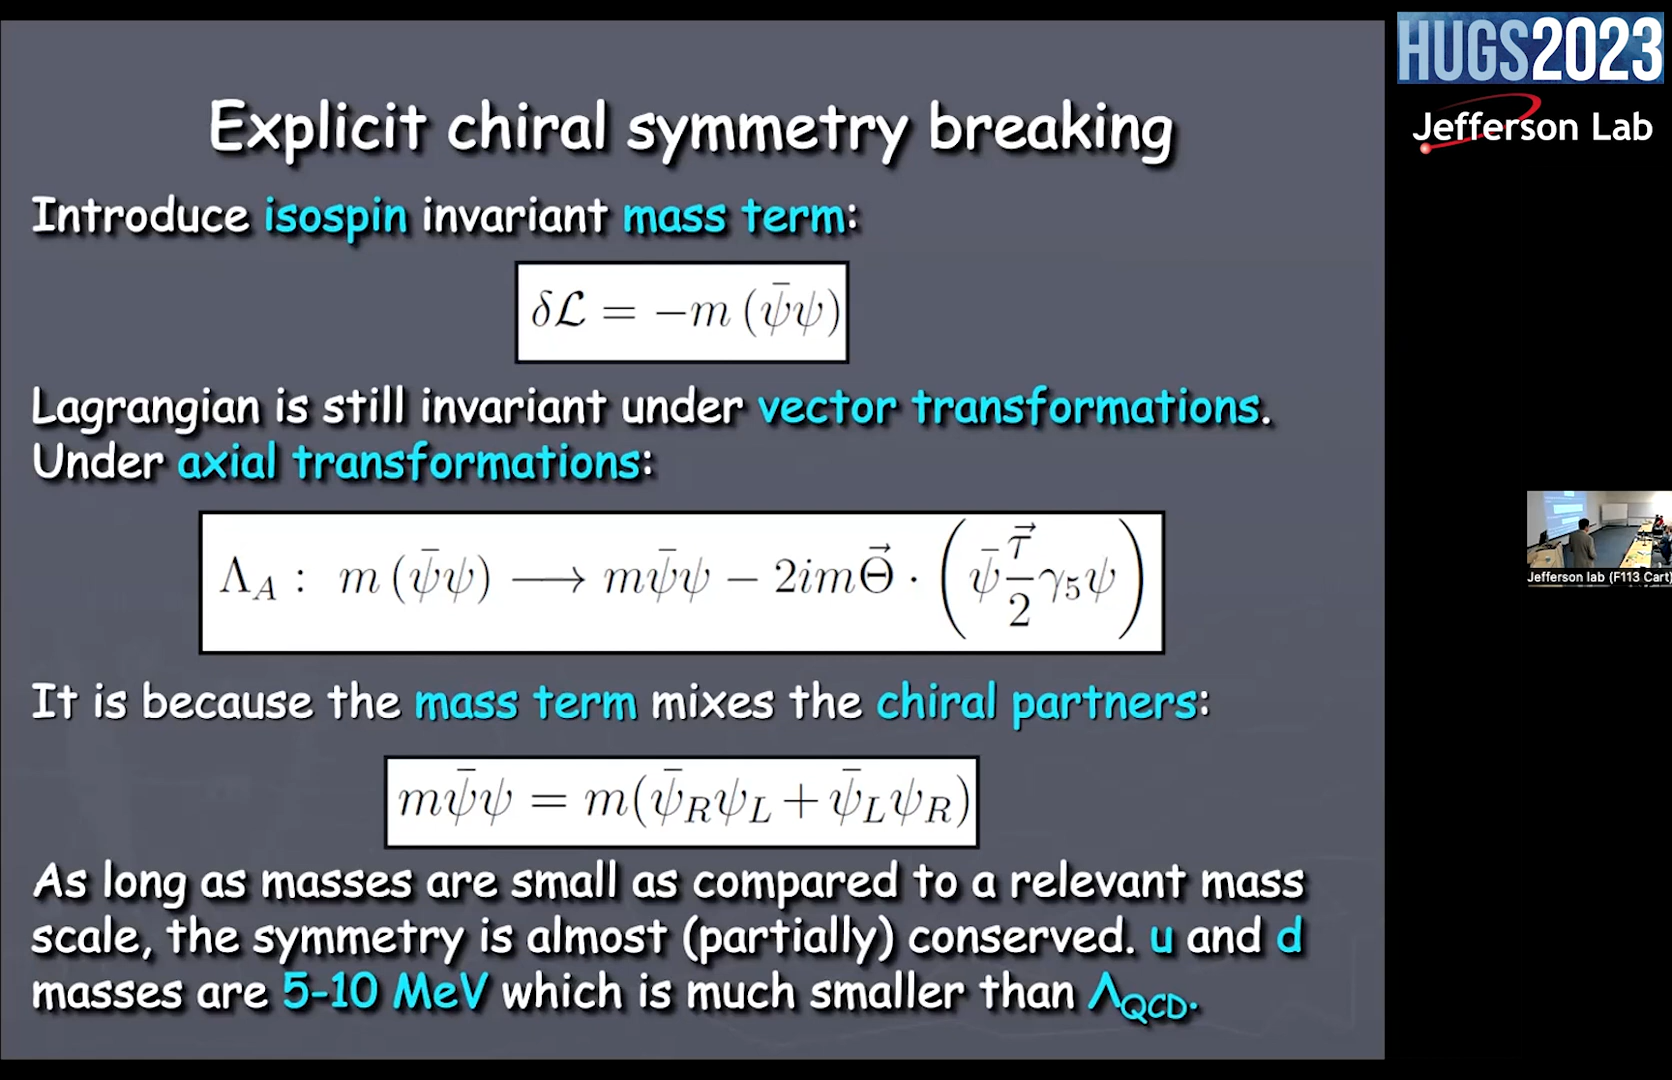 Explicit chiral symmetry breaking
Introduce isospin invariant mass term:
δℒ = −m (ψ̄ψ)
Lagrangian is still invariant under vector transformations.
Under axial transformations:
Λ_A : m (ψ̄ψ) ⟶ mψ̄ψ − 2imΘ⃗ · (ψ̄ τ⃗/2 γ₅ψ)
It is because the mass term mixes the chiral partners:
mψ̄ψ = m(ψ̄_Rψ_L + ψ̄_Lψ_R)
As long as masses are small as compared to a relevant mass
scale, the symmetry is almost (partially) conserved. u and d
masses are 5-10 MeV which is much smaller than Λ_QCD.
HUGS2023
Jefferson Lab
Jefferson lab (F113 Cart)